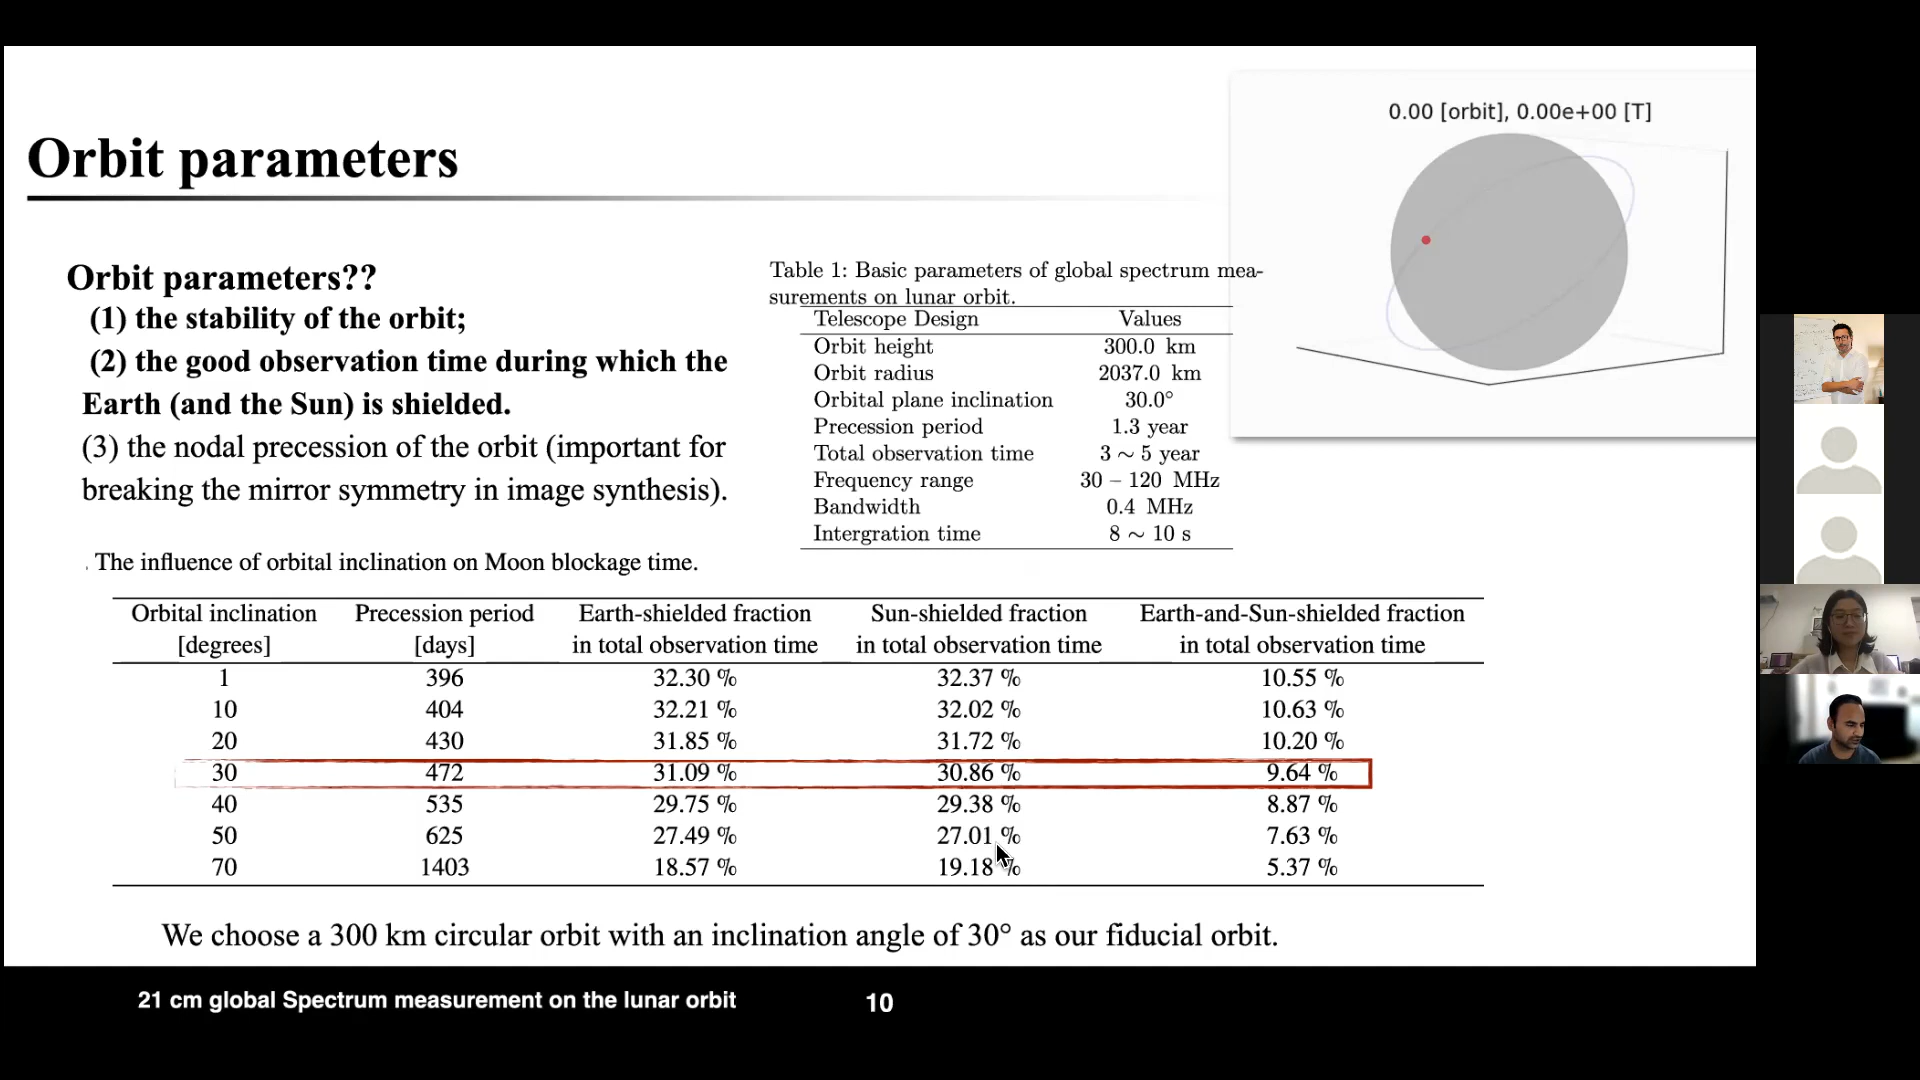 0.00 [orbit], 0.00e+00 [T]
Orbit parameters
Orbit parameters??
(1) the stability of the orbit;
(2) the good observation time during which the
Earth (and the Sun) is shielded.
(3) the nodal precession of the orbit (important for
breaking the mirror symmetry in image synthesis).
Table 1: Basic parameters of global spectrum mea-
surements on lunar orbit.
Telescope Design Values
Orbit height 300.0 km
Orbit radius 2037.0 km
Orbital plane inclination 30.0°
Precession period 1.3 year
Total observation time 3 ~ 5 year
Frequency range 30 – 120 MHz
Bandwidth 0.4 MHz
Intergration time 8 ~ 10 s
. The influence of orbital inclination on Moon blockage time.
Orbital inclination Precession period Earth-shielded fraction Sun-shielded fraction Earth-and-Sun-shielded fraction
[degrees] [days] in total observation time in total observation time in total observation time
1 396 32.30 % 32.37 % 10.55 %
10 404 32.21 % 32.02 % 10.63 %
20 430 31.85 % 31.72 % 10.20 %
30 472 31.09 % 30.86 % 9.64 %
40 535 29.75 % 29.38 % 8.87 %
50 625 27.49 % 27.01 % 7.63 %
70 1403 18.57 % 19.18 % 5.37 %
We choose a 300 km circular orbit with an inclination angle of 30° as our fiducial orbit.
21 cm global Spectrum measurement on the lunar orbit 10